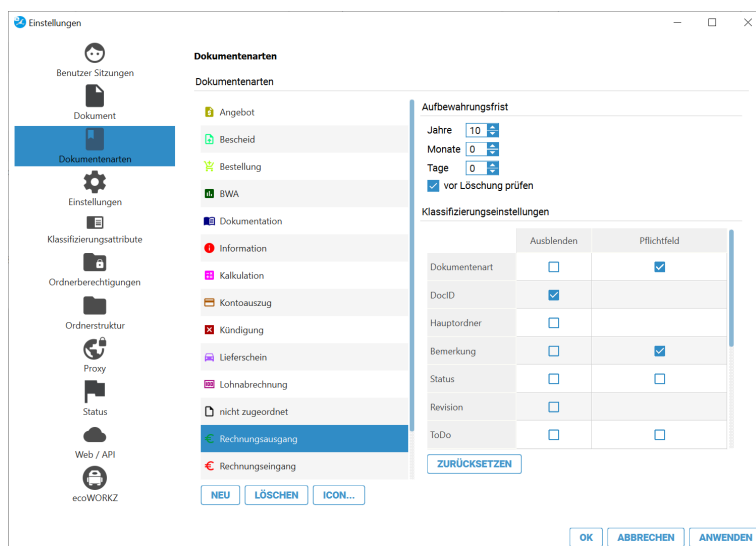 Einstellungen
Benutzer Sitzungen
Dokument
Dokumentenarten
Einstellungen
Klassifizierungsattribute
Ordnerberechtigungen
Ordnerstruktur
Proxy
Status
Web / API
ecoWORKZ
Dokumentenarten
Dokumentenarten
Angebot
Bescheid
Bestellung
BWA
Dokumentation
Information
Kalkulation
Kontoauszug
Kündigung
Lieferschein
Lohnabrechnung
nicht zugeordnet
Rechnungsausgang
Rechnungseingang
NEU LÖSCHEN ICON...
Aufbewahrungsfrist
Jahre 10
Monate 0
Tage 0
vor Löschung prüfen
Klassifizierungseinstellungen
Ausblenden Pflichtfeld
Dokumentenart
DocID
Hauptordner
Bemerkung
Status
Revision
ToDo
ZURÜCKSETZEN
OK ABBRECHEN ANWENDEN